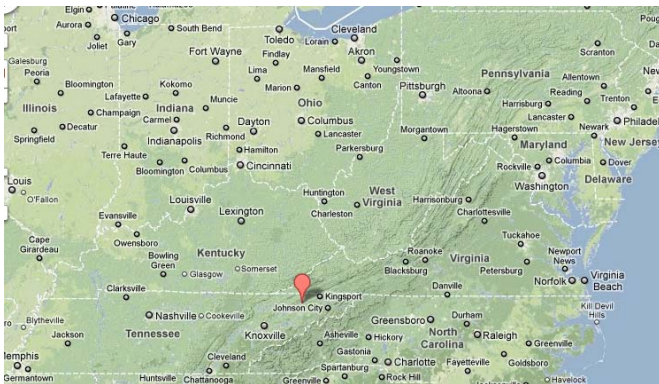 Elgin
Chicago
Aurora
South Bend
Toledo
Cleveland
Joliet
Gary
Lorain
Akron
Scranton
Galesburg
Fort Wayne
Findlay
Youngstown
Peoria
Lima
Mansfield
Canton
Pittsburgh
Pennsylvania
Allentown
Bloomington
Kokomo
Marion
Altoona
Reading
Lafayette
Muncie
Ohio
Harrisburg
Trenton
Illinois
Champaign
Indiana
Columbus
Lancaster
Philadel
Carmel
Dayton
Lancaster
Decatur
Richmond
Morgantown
Hagerstown
Newark
New Jersey
Springfield
Indianapolis
Hamilton
Parkersburg
Maryland
Terre Haute
Cincinnati
Rockville
Columbia
Dover
Bloomington
Columbus
West
Virginia
Washington
Delaware
Louis
O'Fallon
Louisville
Huntington
Harrisonburg
Evansville
Lexington
Charleston
Charlottesville
Owensboro
Tuckahoe
Cape
Girardeau
Bowling
Green
Kentucky
Roanoke
Virginia
Newport
News
Glasgow
Somerset
Blacksburg
Petersburg
Norfolk
Virginia
Beach
Clarksville
Kingsport
Danville
Johnson City
Kill Devil
Hills
Blytheville
Nashville
Cookeville
Greensboro
Durham
Jackson
Tennessee
Knoxville
Asheville
Hickory
North
Carolina
Raleigh
Greenville
Memphis
Cleveland
Gastonia
Charlotte
Fayetteville
Goldsboro
Germantown
Huntsville
Chattanooga
Spartanburg
Greenville
Rock Hill
Jacksonville
Havelock